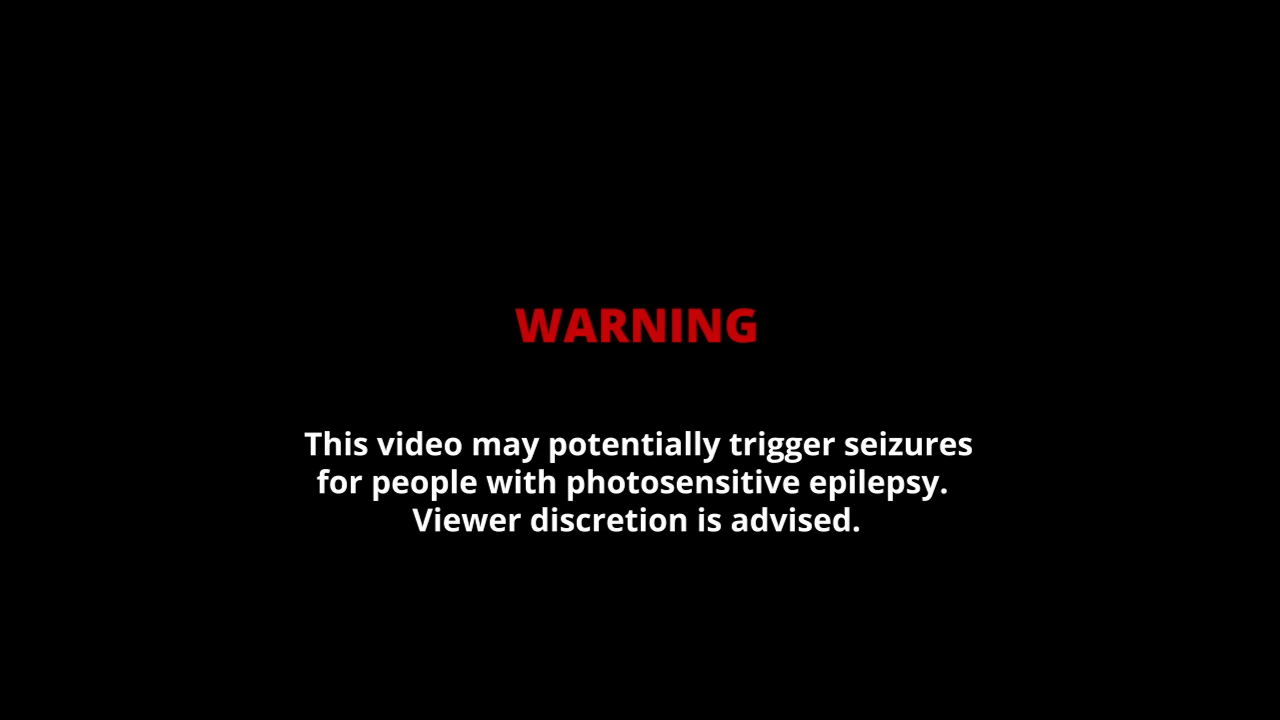 WARNING
This video may potentially trigger seizures
for people with photosensitive epilepsy.
Viewer discretion is advised.